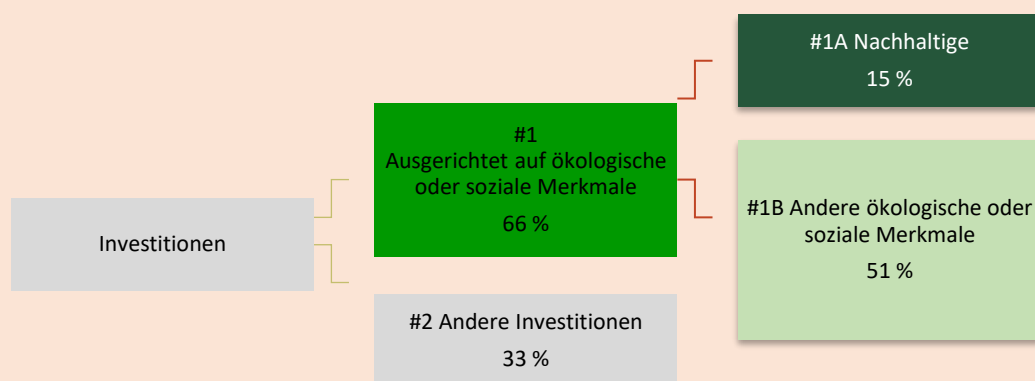 Investitionen
#1
Ausgerichtet auf ökologische
oder soziale Merkmale
66 %
#2 Andere Investitionen
33 %
#1A Nachhaltige
15 %
#1B Andere ökologische oder
soziale Merkmale
51 %